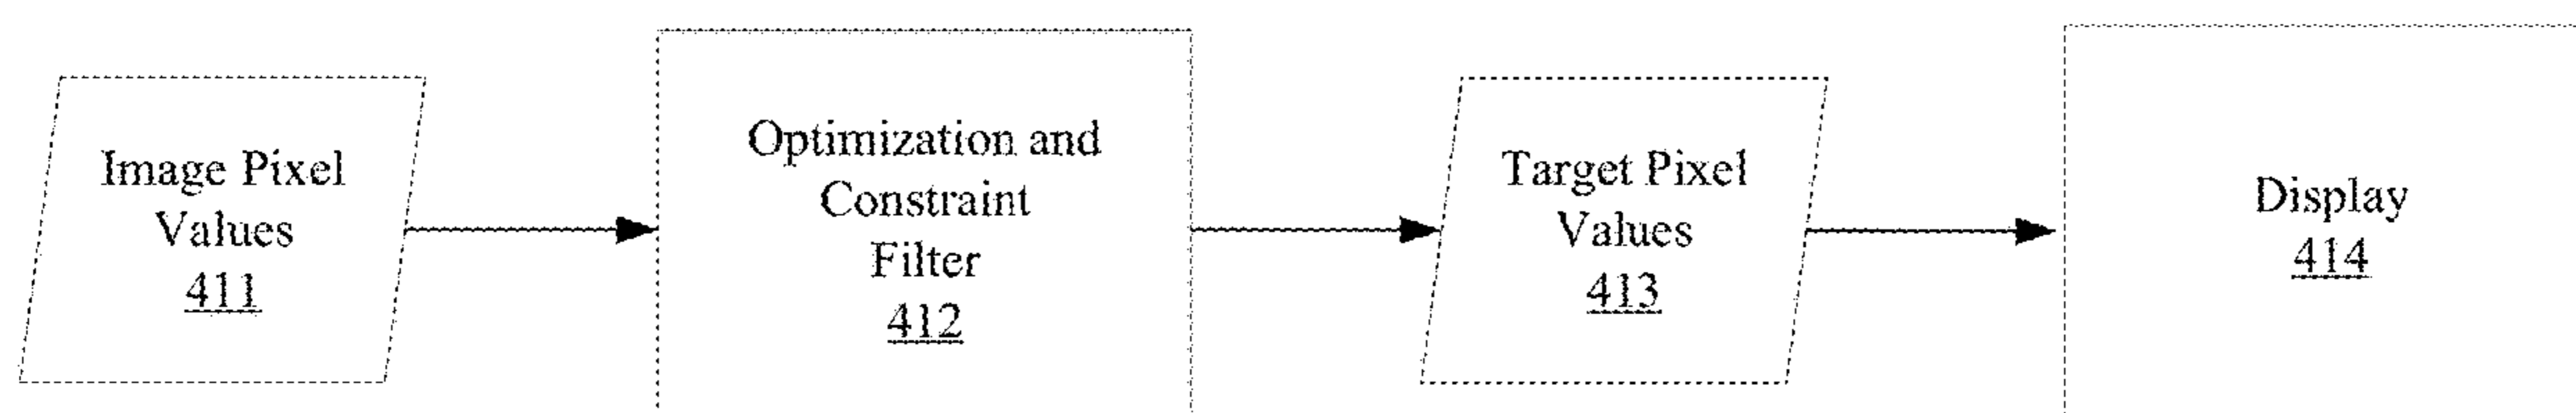 Image Pixel
Values
411
Optimization and
Constraint
Filter
412
Target Pixel
Values
413
Display
414